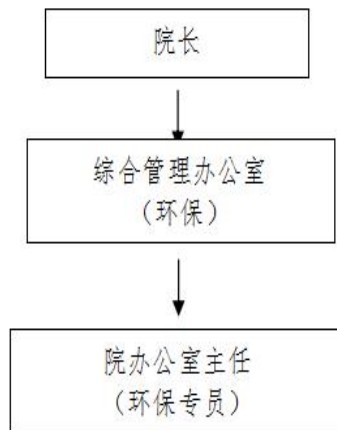 院长
综合管理办公室
（环保）
院办公室主任
（环保专员）